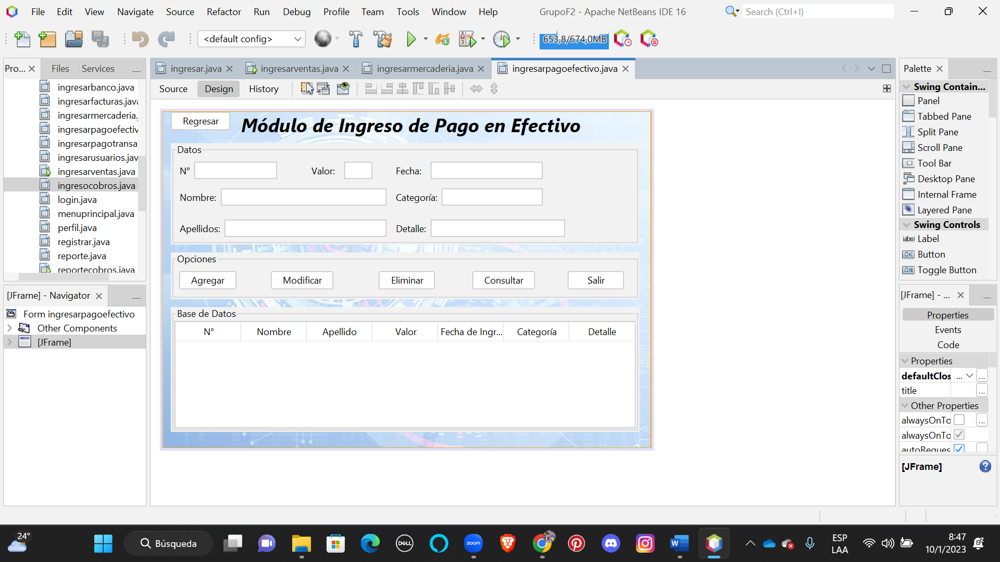 File Edit View Navigate Source Refactor Run Debug Profile Team Tools Window Help GrupoF2 - Apache NetBeans IDE 16 Search (Ctrl+I)
<default config> 653,8/674,0MB
Pro... Files Services
ingresar.java ingresarventas.java ingresarmercaderia.java ingresarpagoefectivo.java
Source Design History
ingresarbanco.java
ingresarfacturas.java
ingresarmercaderia.
ingresarpagoefectiv
ingresarpagotransa
ingresarusuarios.jav
ingresarventas.java
ingresocobros.java
login.java
menuprincipal.java
perfil.java
registrar.java
reporte.java
reportecobros.java
[JFrame] - Navigator
Form ingresarpagoefectivo
Other Components
[JFrame]
Regresar
Módulo de Ingreso de Pago en Efectivo
Datos
N° Valor: Fecha:
Nombre: Categoría:
Apellidos: Detalle:
Opciones
Agregar Modificar Eliminar Consultar Salir
Base de Datos
N° Nombre Apellido Valor Fecha de Ingr... Categoría Detalle
Palette
Swing Contain...
Panel
Tabbed Pane
Split Pane
Scroll Pane
Tool Bar
Desktop Pane
Internal Frame
Layered Pane
Swing Controls
label Label
OK Button
ON Toggle Button
[JFrame] - ...
Properties
Events
Code
Properties
defaultClos ... ...
title ...
Other Properties
alwaysOnTo ...
alwaysOnTo
autoReques
[JFrame]
24°
Búsqueda
DELL
zoom
W
ESP
LAA
8:47
10/1/2023